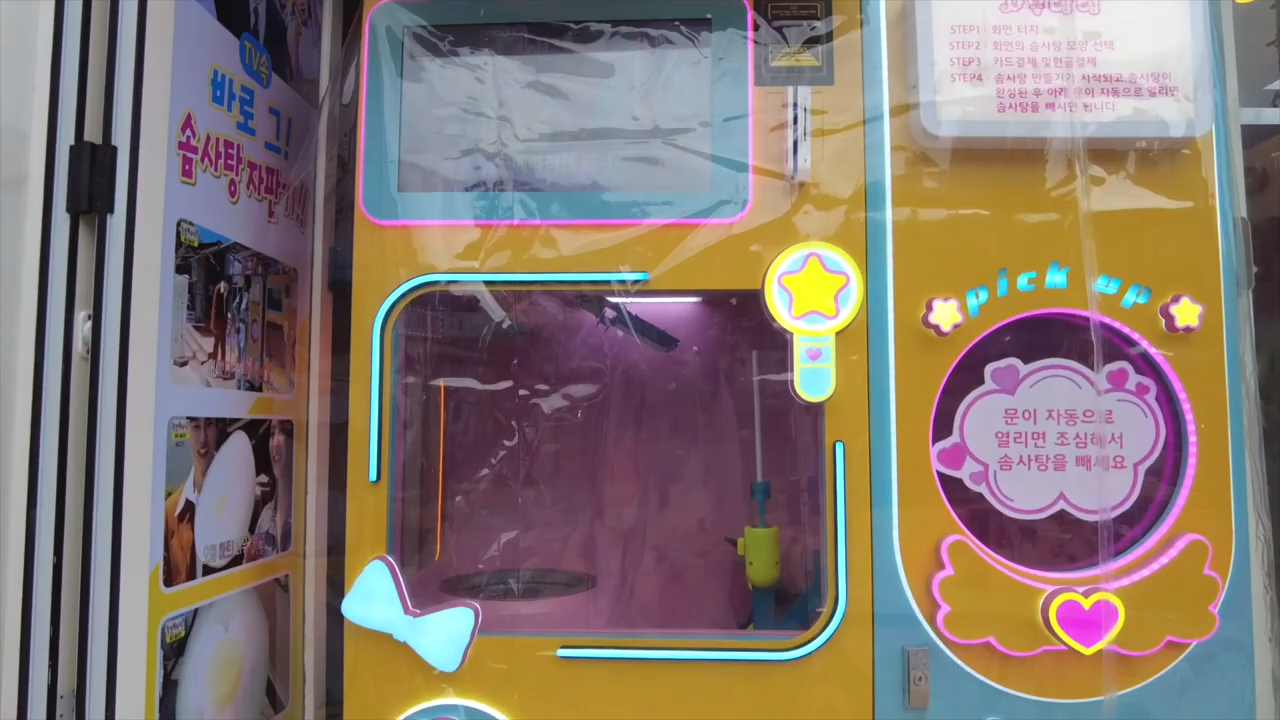 TV속
바로 그!
솜사탕 자판기!!
STEP1 : 화면 터치
STEP2 : 화면의 솜사탕 모양 선택
STEP3 카드결제 및현금결제
STEP4 솜사탕 만들기가 시작되고,솜사탕이
완성된 후 아래 문이 자동으로 열리면
솜사탕을 빼시면 됩니다.
pick up
문이 자동으로
열리면 조심해서
솜사탕을 빼세요